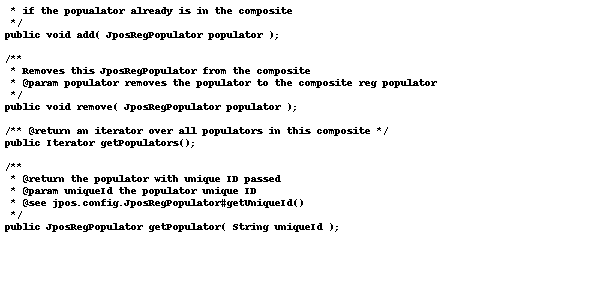 * if the popualator already is in the composite
*/
public void add( JposRegPopulator populator );
/**
* Removes this JposRegPopulator from the composite
* @param populator removes the populator to the composite reg populator
*/
public void remove( JposRegPopulator populator );
/** @return an iterator over all populators in this composite */
public Iterator getPopulators();
/**
* @return the populator with unique ID passed
* @param uniqueId the populator unique ID
* @see jpos.config.JposRegPopulator#getUniqueId()
*/
public JposRegPopulator getPopulator( String uniqueId );